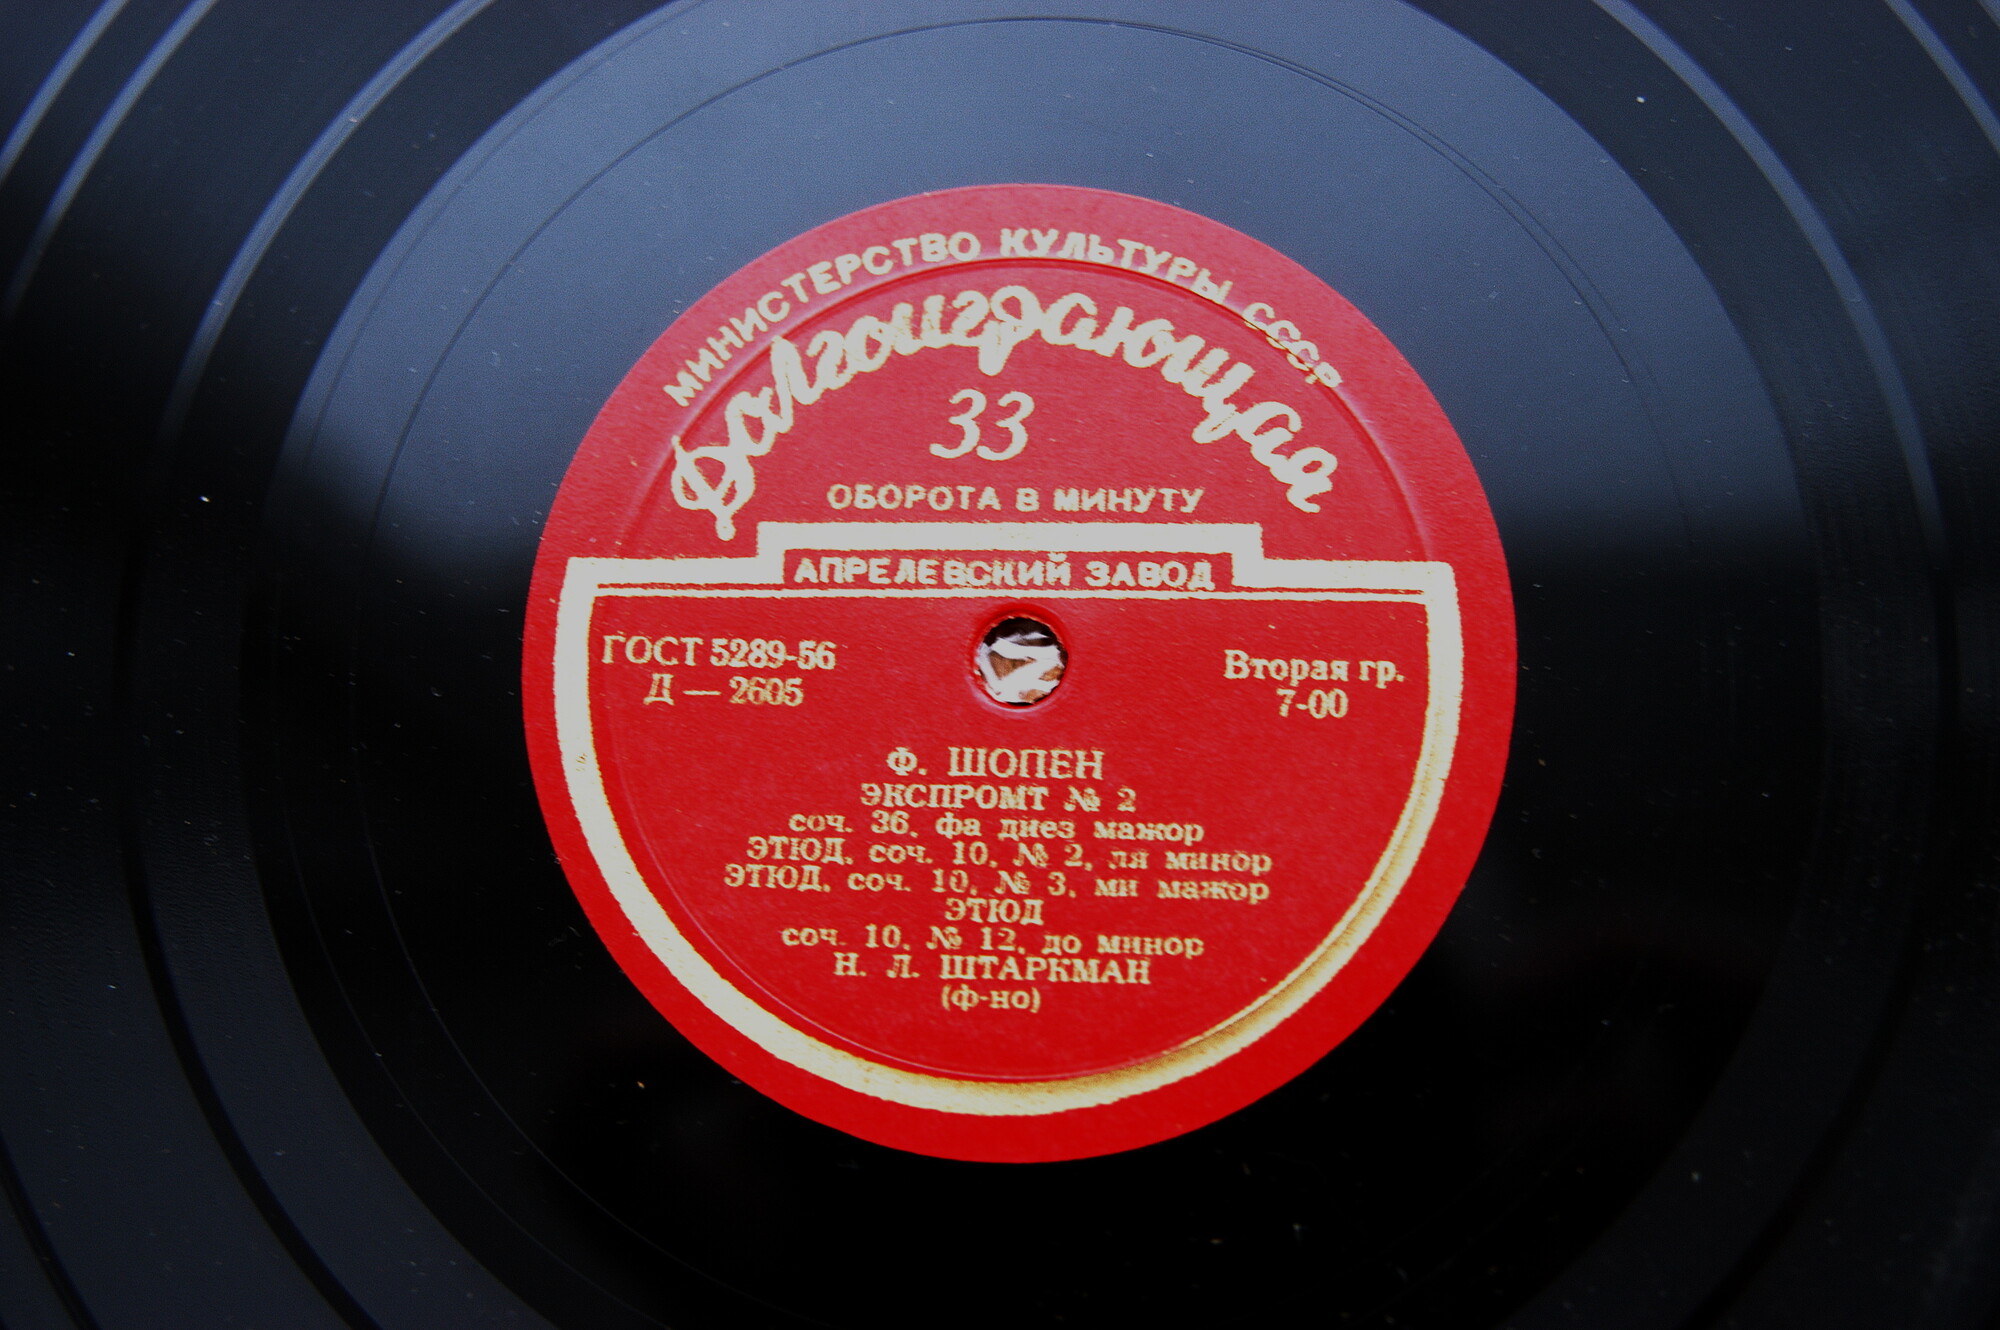 МИНИСТЕРСТВО КУЛЬТУРЫ СССР
Долгоиграющая
33
ОБОРОТА В МИНУТУ
АПРЕЛЕВСКИЙ ЗАВОД
ГОСТ 5289-56
Д — 2605
Вторая гр.
7-00
Ф. ШОПЕН
ЭКСПРОМТ № 2
соч. 36, фа диез мажор
ЭТЮД, соч. 10, № 2, ля минор
ЭТЮД, соч. 10, № 3, ми мажор
ЭТЮД
соч. 10, № 12, до минор
Н. Л. ШТАРКМАН
(ф-но)